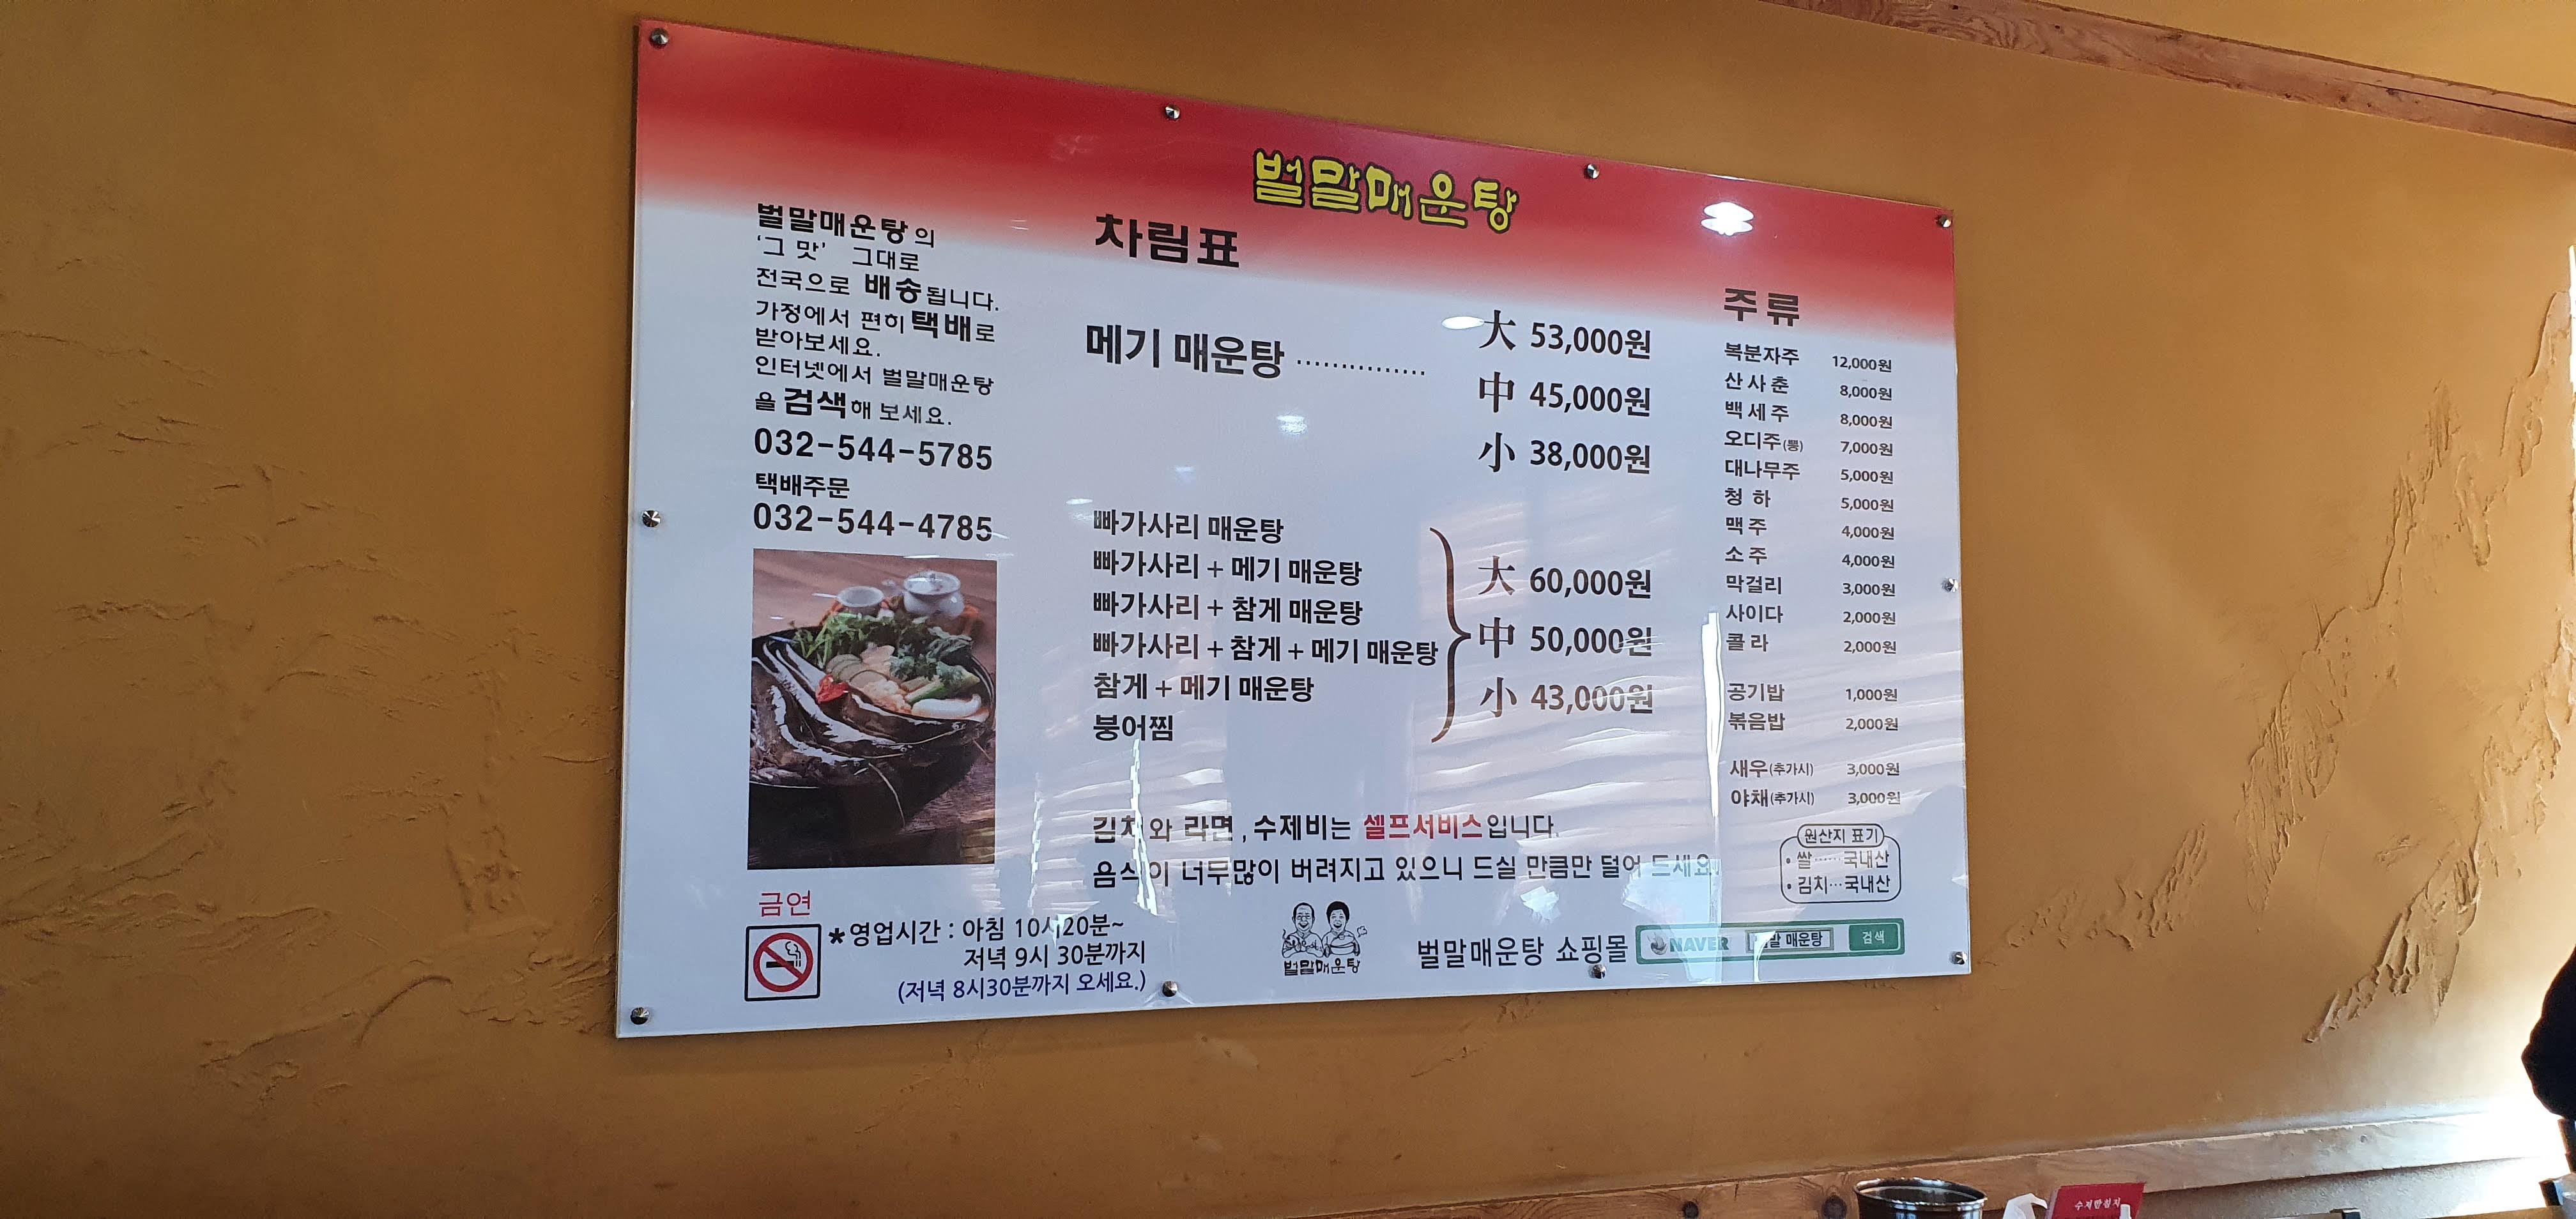 벌말매운탕
벌말매운탕의
'그 맛' 그대로
전국으로 배송됩니다.
가정에서 편히 택배로
받아보세요.
인터넷에서 벌말매운탕
을 검색해 보세요.
032-544-5785
택배주문
032-544-4785
금연
*영업시간 : 아침 10시20분~
저녁 9시 30분까지
(저녁 8시30분까지 오세요.)
차림표
메기 매운탕 ............... 大 53,000원
中 45,000원
小 38,000원
빠가사리 매운탕
빠가사리 + 메기 매운탕
빠가사리 + 참게 매운탕
빠가사리 + 참게 + 메기 매운탕
참게 + 메기 매운탕
붕어찜
大 60,000원
中 50,000원
小 43,000원
김치와 라면, 수제비는 셀프서비스입니다.
음식이 너무많이 버려지고 있으니 드실 만큼만 덜어 드세요.
벌말매운탕
벌말매운탕 쇼핑몰 NAVER 벌말 매운탕 검색
주류
복분자주 12,000원
산사춘 8,000원
백세주 8,000원
오디주 7,000원
대나무주 5,000원
청하 5,000원
맥주 4,000원
소주 4,000원
막걸리 3,000원
사이다 2,000원
콜라 2,000원
공기밥 1,000원
볶음밥 2,000원
새우(추가시) 3,000원
야채(추가시) 3,000원
원산지 표기
• 쌀······국내산
• 김치···국내산